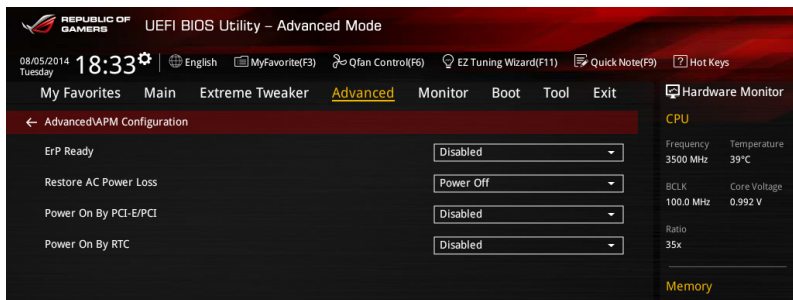 REPUBLIC OF
GAMERS
UEFI BIOS Utility – Advanced Mode
08/05/2014
Tuesday
18:33
English
MyFavorite(F3)
Qfan Control(F6)
EZ Tuning Wizard(F11)
Quick Note(F9)
? Hot Keys
My Favorites Main Extreme Tweaker Advanced Monitor Boot Tool Exit
Hardware Monitor
← Advanced\APM Configuration
CPU
ErP Ready Disabled
Frequency Temperature
3500 MHz 39°C
Restore AC Power Loss Power Off
BCLK Core Voltage
100.0 MHz 0.992 V
Power On By PCI-E/PCI Disabled
Ratio
35x
Power On By RTC Disabled
Memory